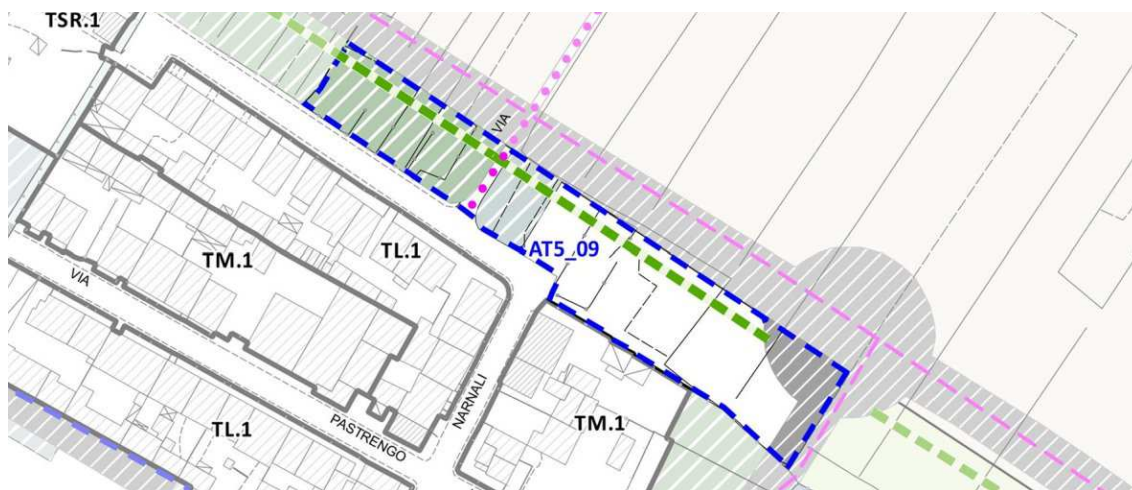 TSR.1
VIA
AT5_09
TL.1
TM.1
VIA
NARNALI
TM.1
PASTRENGO
TL.1